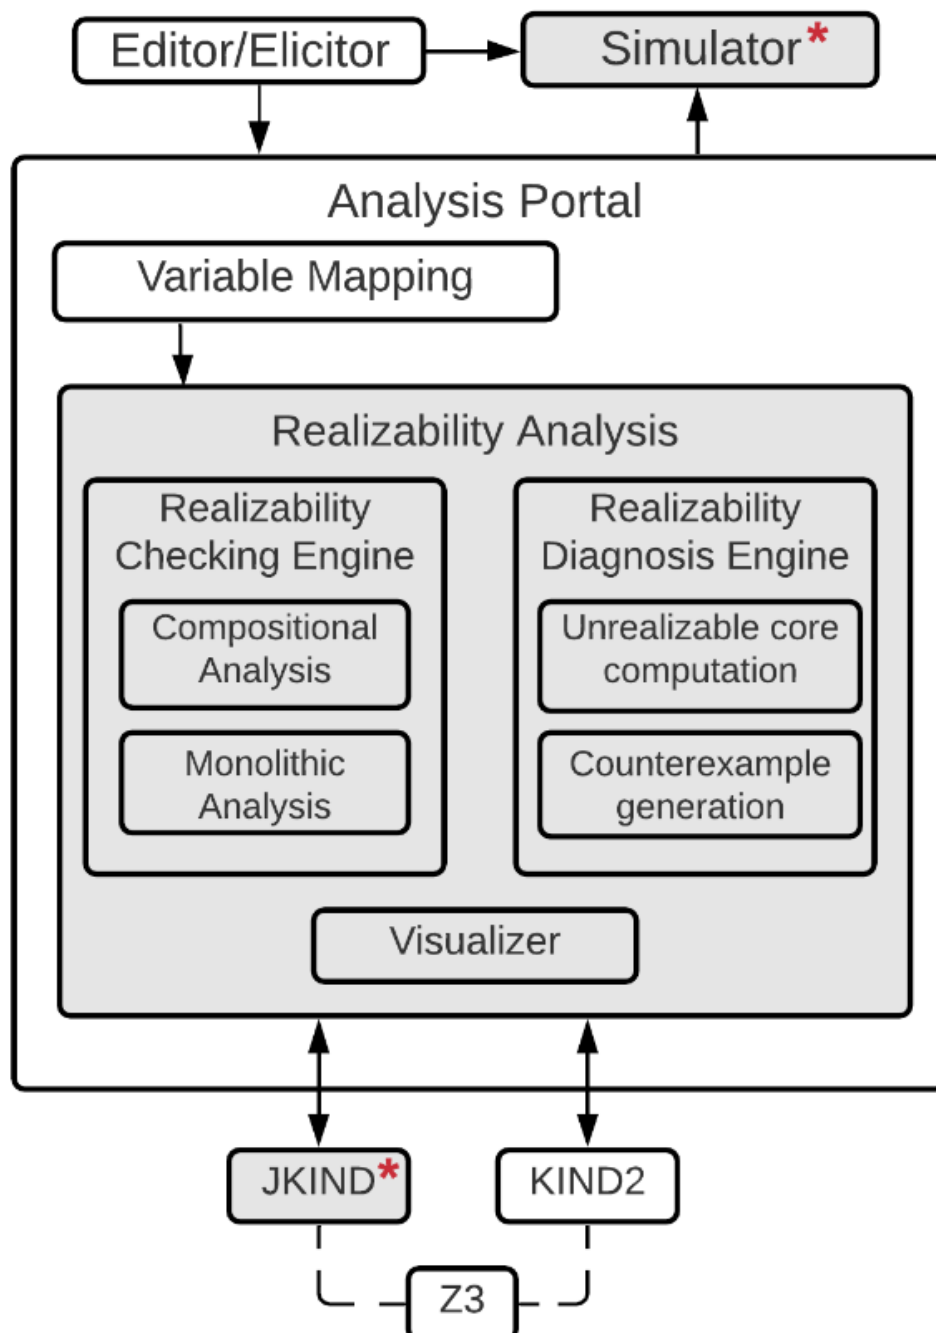 Editor/Elicitor
Simulator*
Analysis Portal
Variable Mapping
Realizability Analysis
Realizability
Checking Engine
Compositional
Analysis
Monolithic
Analysis
Realizability
Diagnosis Engine
Unrealizable core
computation
Counterexample
generation
Visualizer
JKIND*
KIND2
Z3